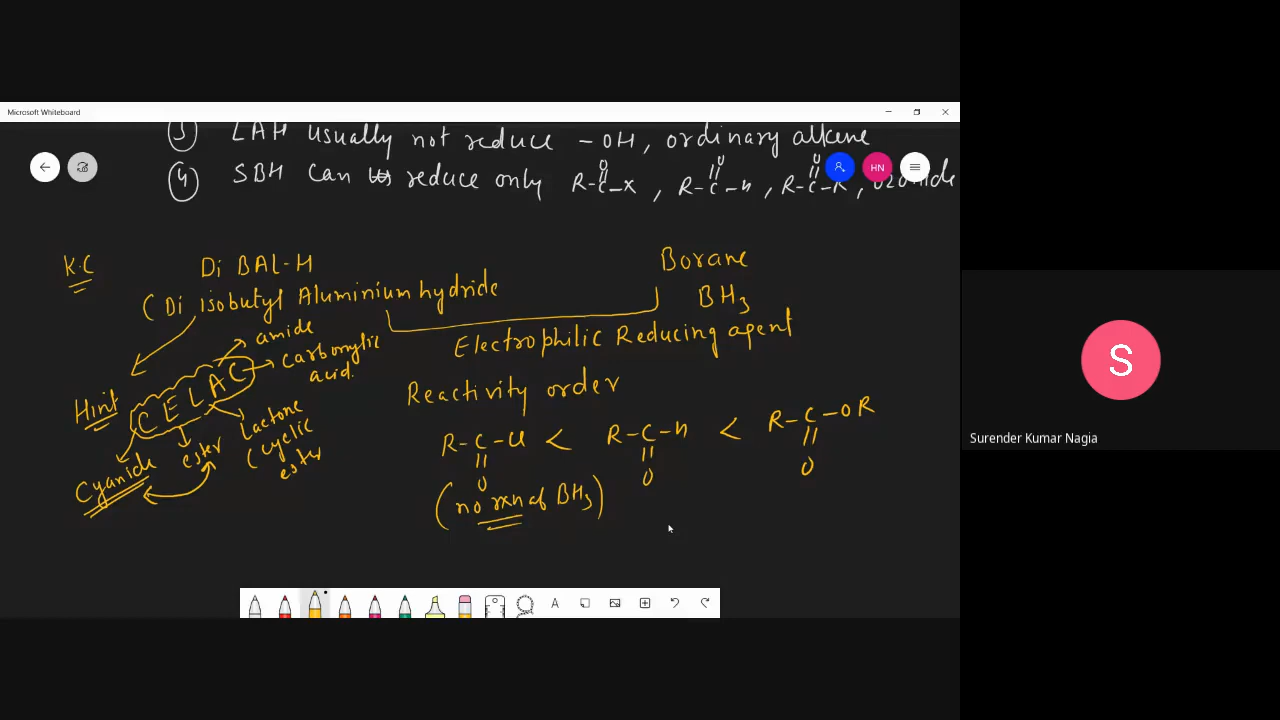 Microsoft Whiteboard
③ LAH usually not reduce -OH, ordinary alkene
④ SBH can reduce only R-C-X, R-C-H, R-C-R,
O O O
HN
K.C
Di BAL-H
(Di isobutyl Aluminium hydride
Borane
BH₃
Electrophilic Reducing agent
Hint
CELAC
amide
Carboxylic
acid.
Lactone
(cyclic
ester
ester
Cyanide
Reactivity order
R-C-Cl < R-C-H < R-C-OR
O O O
(no rxn of BH₃)
A
S
Surender Kumar Nagia